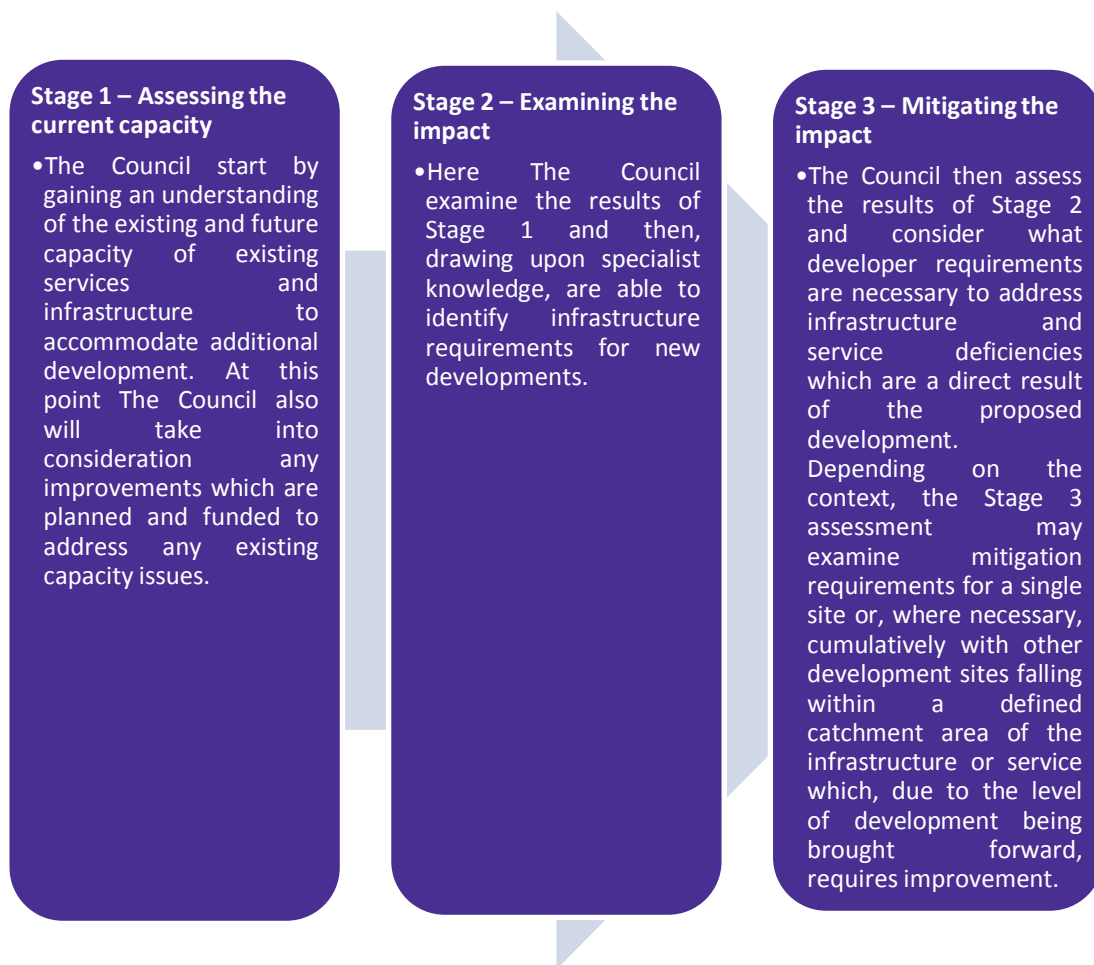 Stage 1 – Assessing the
current capacity
•The Council start by
gaining an understanding
of the existing and future
capacity of existing
services and
infrastructure to
accommodate additional
development. At this
point The Council also
will take into
consideration any
improvements which are
planned and funded to
address any existing
capacity issues.
Stage 2 – Examining the
impact
•Here The Council
examine the results of
Stage 1 and then,
drawing upon specialist
knowledge, are able to
identify infrastructure
requirements for new
developments.
Stage 3 – Mitigating the
impact
•The Council then assess
the results of Stage 2
and consider what
developer requirements
are necessary to address
infrastructure and
service deficiencies
which are a direct result
of the proposed
development.
Depending on the
context, the Stage 3
assessment may
examine mitigation
requirements for a single
site or, where necessary,
cumulatively with other
development sites falling
within a defined
catchment area of the
infrastructure or service
which, due to the level
of development being
brought forward,
requires improvement.